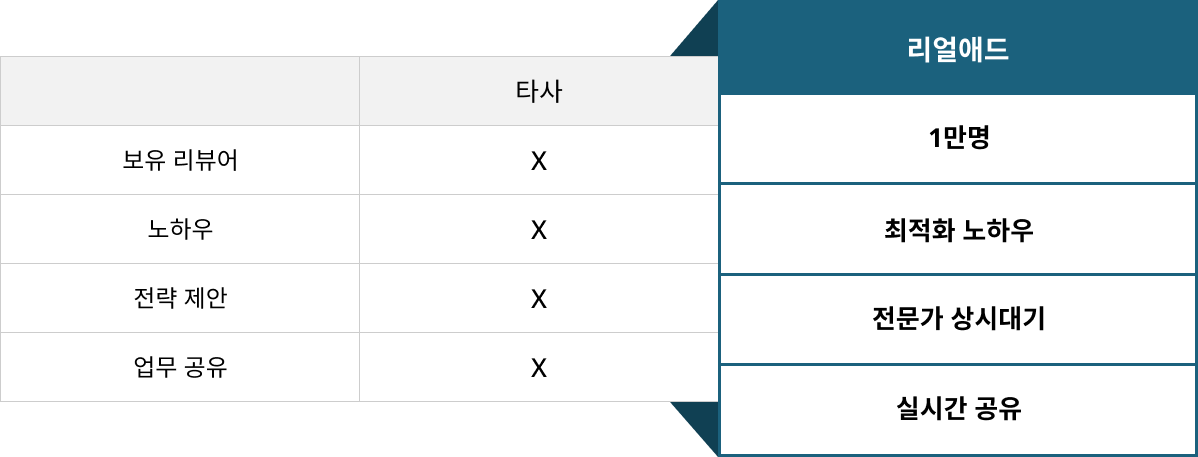 리얼애드
타사
보유 리뷰어 X 1만명
노하우 X 최적화 노하우
전략 제안 X 전문가 상시대기
업무 공유 X 실시간 공유